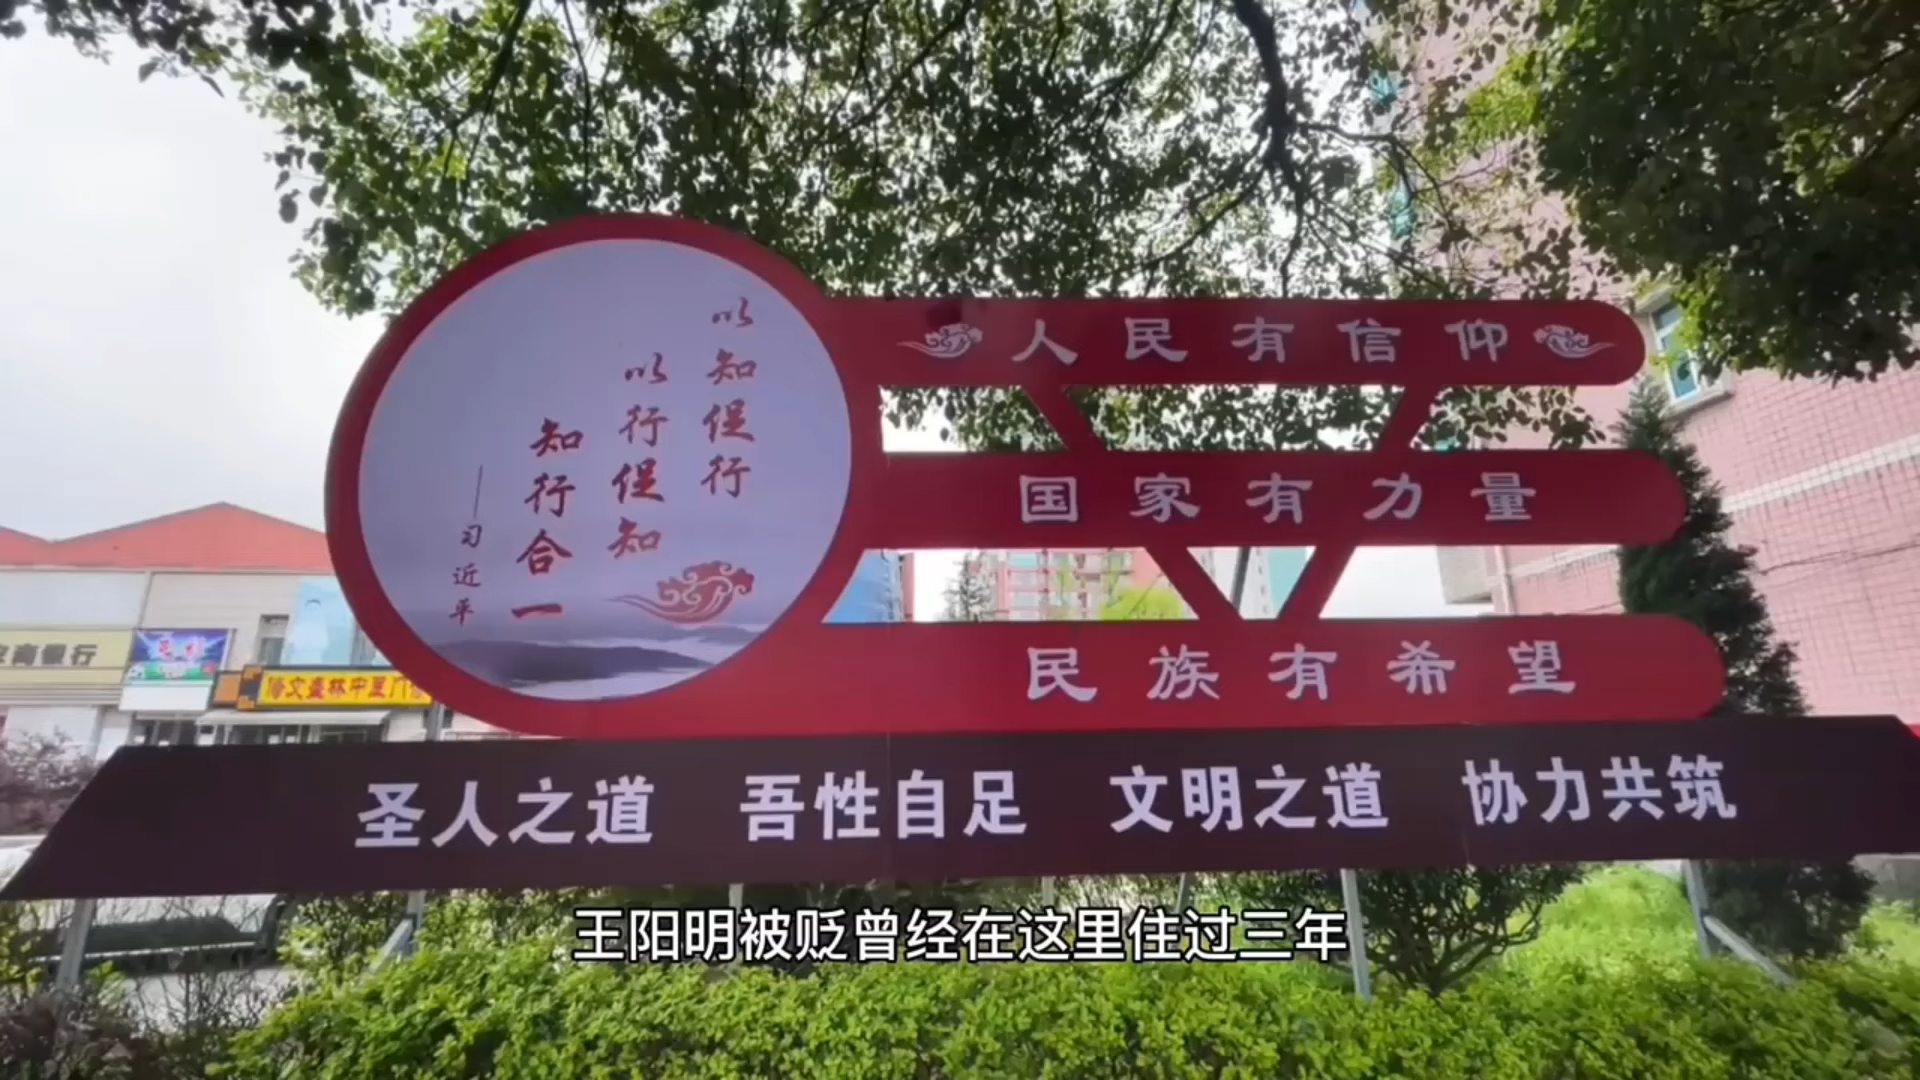 以知促行
以行促知
知行合一
——习近平
人民有信仰
国家有力量
民族有希望
圣人之道 吾性自足 文明之道 协力共筑
商银行
王阳明被贬曾经在这里住过三年